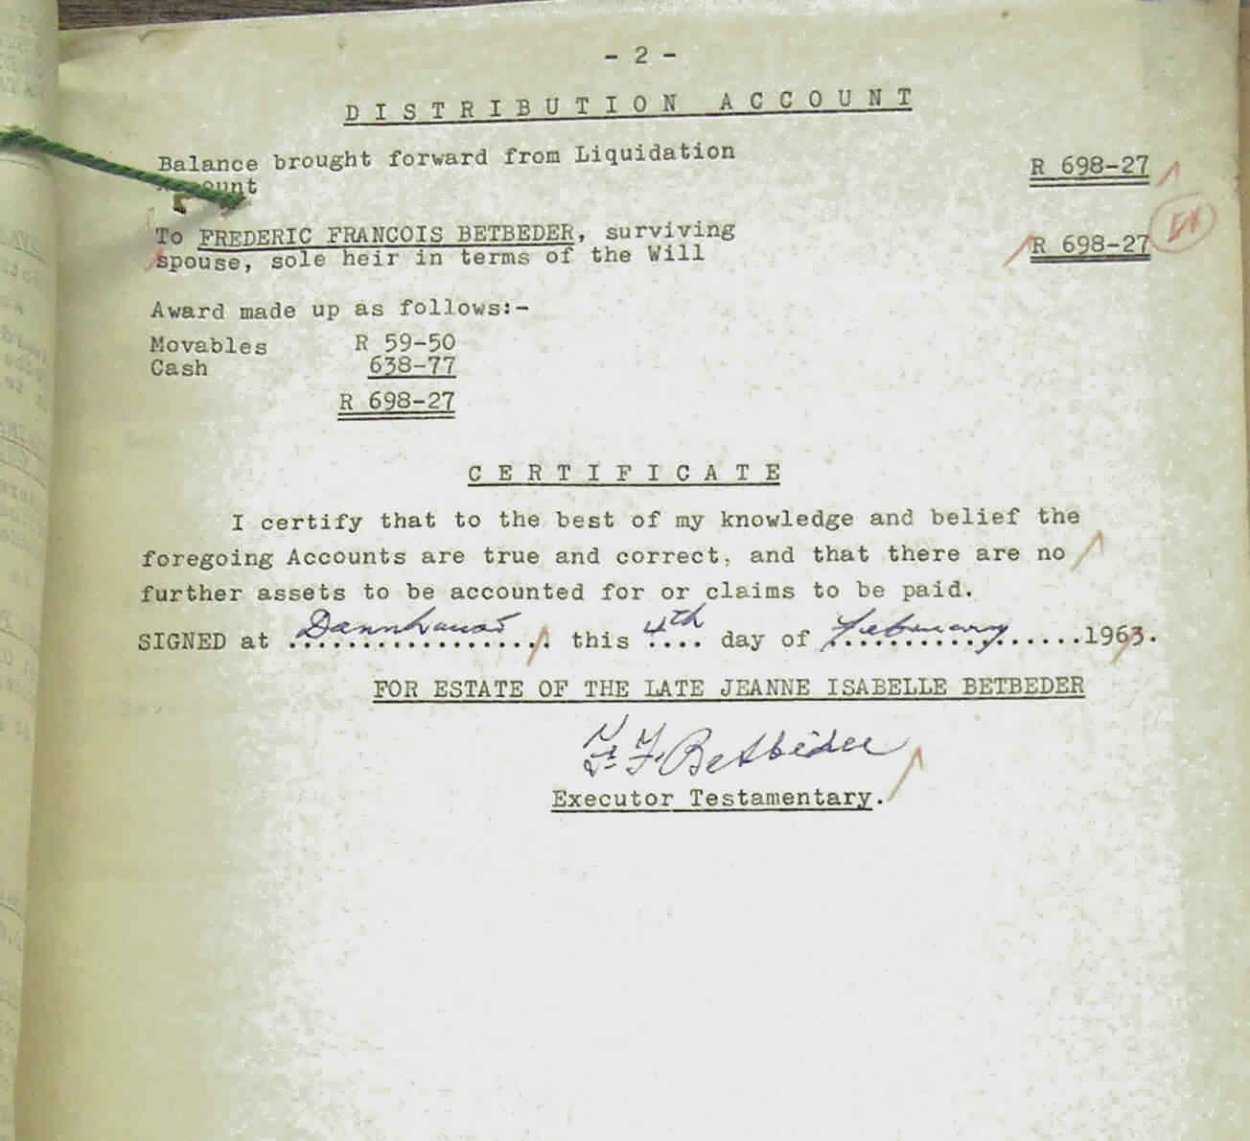 - 2 -
DISTRIBUTION ACCOUNT
Balance brought forward from Liquidation
R 698-27
To FREDERIC FRANCOIS BETBEDER, surviving
spouse, sole heir in terms of the Will
R 698-27
Award made up as follows:-
Movables R 59-50
Cash 638-77
R 698-27
CERTIFICATE
I certify that to the best of my knowledge and belief the
foregoing Accounts are true and correct, and that there are no
further assets to be accounted for or claims to be paid.
SIGNED at Dannhauser this 4th day of February 1963.
FOR ESTATE OF THE LATE JEANNE ISABELLE BETBEDER
F. F. Betbeder
Executor Testamentary.